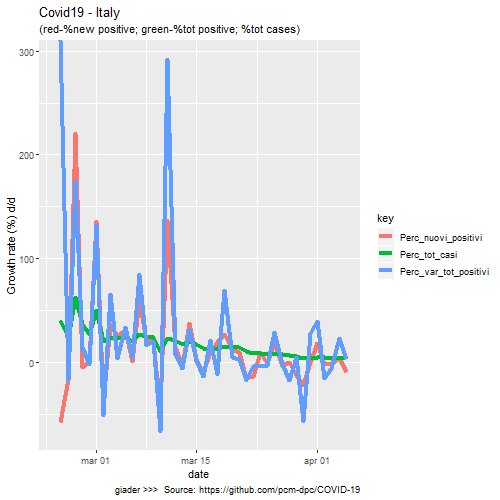 Covid19 - Italy
(red-%new positive; green-%tot positive; %tot cases)
Growth rate (%) d/d
300
200
100
0
mar 01
mar 15
apr 01
date
key
Perc_nuovi_positivi
Perc_tot_casi
Perc_var_tot_positivi
giader >>> Source: https://github.com/pcm-dpc/COVID-19